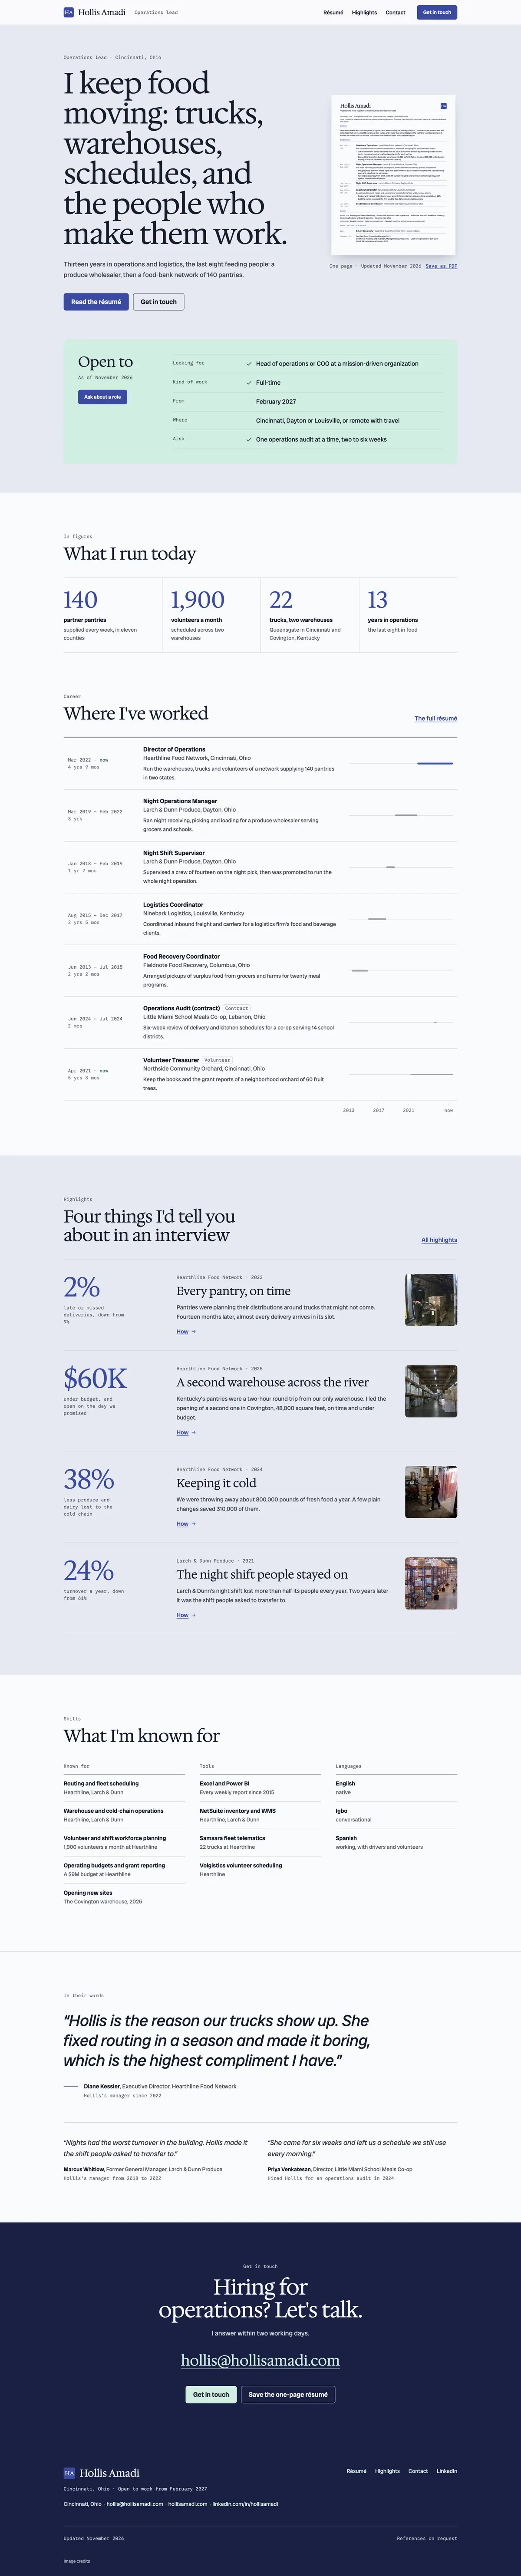 HA Hollis Amadi Operations lead
Résumé Highlights Contact Get in touch
Operations lead · Cincinnati, Ohio
I keep food
moving: trucks,
warehouses,
schedules, and
the people who
make them work.
Thirteen years in operations and logistics, the last eight feeding people: a
produce wholesaler, then a food-bank network of 140 pantries.
Read the résumé Get in touch
Hollis Amadi
One page · Updated November 2026 Save as PDF
Open to
As of November 2026
Ask about a role
Looking for Head of operations or COO at a mission-driven organization
Kind of work Full-time
From February 2027
Where Cincinnati, Dayton or Louisville, or remote with travel
Also One operations audit at a time, two to six weeks
In figures
What I run today
140
partner pantries
supplied every week, in eleven
counties
1,900
volunteers a month
scheduled across two
warehouses
22
trucks, two warehouses
Queensgate in Cincinnati and
Covington, Kentucky
13
years in operations
the last eight in food
Career
Where I've worked
The full résumé
Mar 2022 – now
4 yrs 9 mos
Director of Operations
Hearthline Food Network, Cincinnati, Ohio
Run the warehouses, trucks and volunteers of a network supplying 140 pantries
in two states.
Mar 2019 – Feb 2022
3 yrs
Night Operations Manager
Larch & Dunn Produce, Dayton, Ohio
Ran night receiving, picking and loading for a produce wholesaler serving
grocers and schools.
Jan 2018 – Feb 2019
1 yr 2 mos
Night Shift Supervisor
Larch & Dunn Produce, Dayton, Ohio
Supervised a crew of fourteen on the night pick, then was promoted to run the
whole night operation.
Aug 2015 – Dec 2017
2 yrs 5 mos
Logistics Coordinator
Ninebark Logistics, Louisville, Kentucky
Coordinated inbound freight and carriers for a logistics firm's food and beverage
clients.
Jun 2013 – Jul 2015
2 yrs 2 mos
Food Recovery Coordinator
Fieldnote Food Recovery, Columbus, Ohio
Arranged pickups of surplus food from grocers and farms for twenty meal
programs.
Jun 2024 – Jul 2024
2 mos
Operations Audit (contract) Contract
Little Miami School Meals Co-op, Lebanon, Ohio
Six-week review of delivery and kitchen schedules for a co-op serving 14 school
districts.
Apr 2021 – now
5 yrs 8 mos
Volunteer Treasurer Volunteer
Northside Community Orchard, Cincinnati, Ohio
Keep the books and the grant reports of a neighborhood orchard of 60 fruit
trees.
2013 2017 2021 now
Highlights
Four things I'd tell you
about in an interview
All highlights
2%
late or missed
deliveries, down from
9%
Hearthline Food Network · 2023
Every pantry, on time
Pantries were planning their distributions around trucks that might not come.
Fourteen months later, almost every delivery arrives in its slot.
How →
$60K
under budget, and
open on the day we
promised
Hearthline Food Network · 2025
A second warehouse across the river
Kentucky's pantries were a two-hour round trip from our only warehouse. I led the
opening of a second one in Covington, 48,000 square feet, on time and under
budget.
How →
38%
less produce and
dairy lost to the
cold chain
Hearthline Food Network · 2024
Keeping it cold
We were throwing away about 800,000 pounds of fresh food a year. A few plain
changes saved 310,000 of them.
How →
24%
turnover a year, down
from 61%
Larch & Dunn Produce · 2021
The night shift people stayed on
Larch & Dunn's night shift lost more than half its people every year. Two years later
it was the shift people asked to transfer to.
How →
Skills
What I'm known for
Known for
Routing and fleet scheduling
Hearthline, Larch & Dunn
Warehouse and cold-chain operations
Hearthline, Larch & Dunn
Volunteer and shift workforce planning
1,900 volunteers a month at Hearthline
Operating budgets and grant reporting
A $9M budget at Hearthline
Opening new sites
The Covington warehouse, 2025
Tools
Excel and Power BI
Every weekly report since 2015
NetSuite inventory and WMS
Hearthline, Larch & Dunn
Samsara fleet telematics
22 trucks at Hearthline
Volgistics volunteer scheduling
Hearthline
Languages
English
native
Igbo
conversational
Spanish
working, with drivers and volunteers
In their words
“Hollis is the reason our trucks show up. She
fixed routing in a season and made it boring,
which is the highest compliment I have.”
Diane Kessler, Executive Director, Hearthline Food Network
Hollis's manager since 2022
“Nights had the worst turnover in the building. Hollis made it
the shift people asked to transfer to.”
Marcus Whitlow, Former General Manager, Larch & Dunn Produce
Hollis's manager from 2018 to 2022
“She came for six weeks and left us a schedule we still use
every morning.”
Priya Venkatesan, Director, Little Miami School Meals Co-op
Hired Hollis for an operations audit in 2024
Get in touch
Hiring for
operations? Let's talk.
I answer within two working days.
hollis@hollisamadi.com
Get in touch Save the one-page résumé
HA Hollis Amadi
Résumé Highlights Contact LinkedIn
Cincinnati, Ohio · Open to work from February 2027
Cincinnati, Ohio · hollis@hollisamadi.com · hollisamadi.com · linkedin.com/in/hollisamadi
Updated November 2026 References on request
Image credits